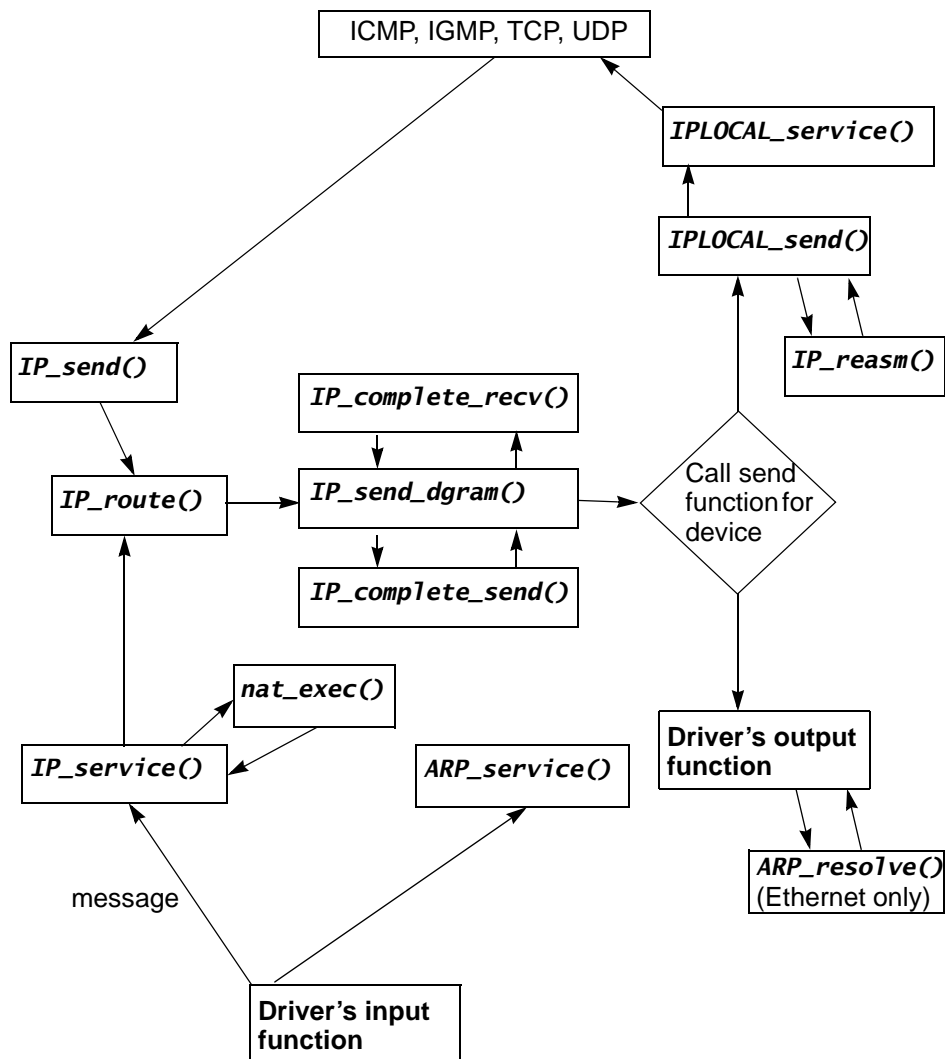 ICMP, IGMP, TCP, UDP
IPLOCAL_service()
IPLOCAL_send()
IP_send()
IP_reasm()
IP_complete_recv()
IP_route()
IP_send_dgram()
Call send
function for
device
IP_complete_send()
nat_exec()
IP_service()
ARP_service()
Driver's output
function
ARP_resolve()
(Ethernet only)
message
Driver's input
function